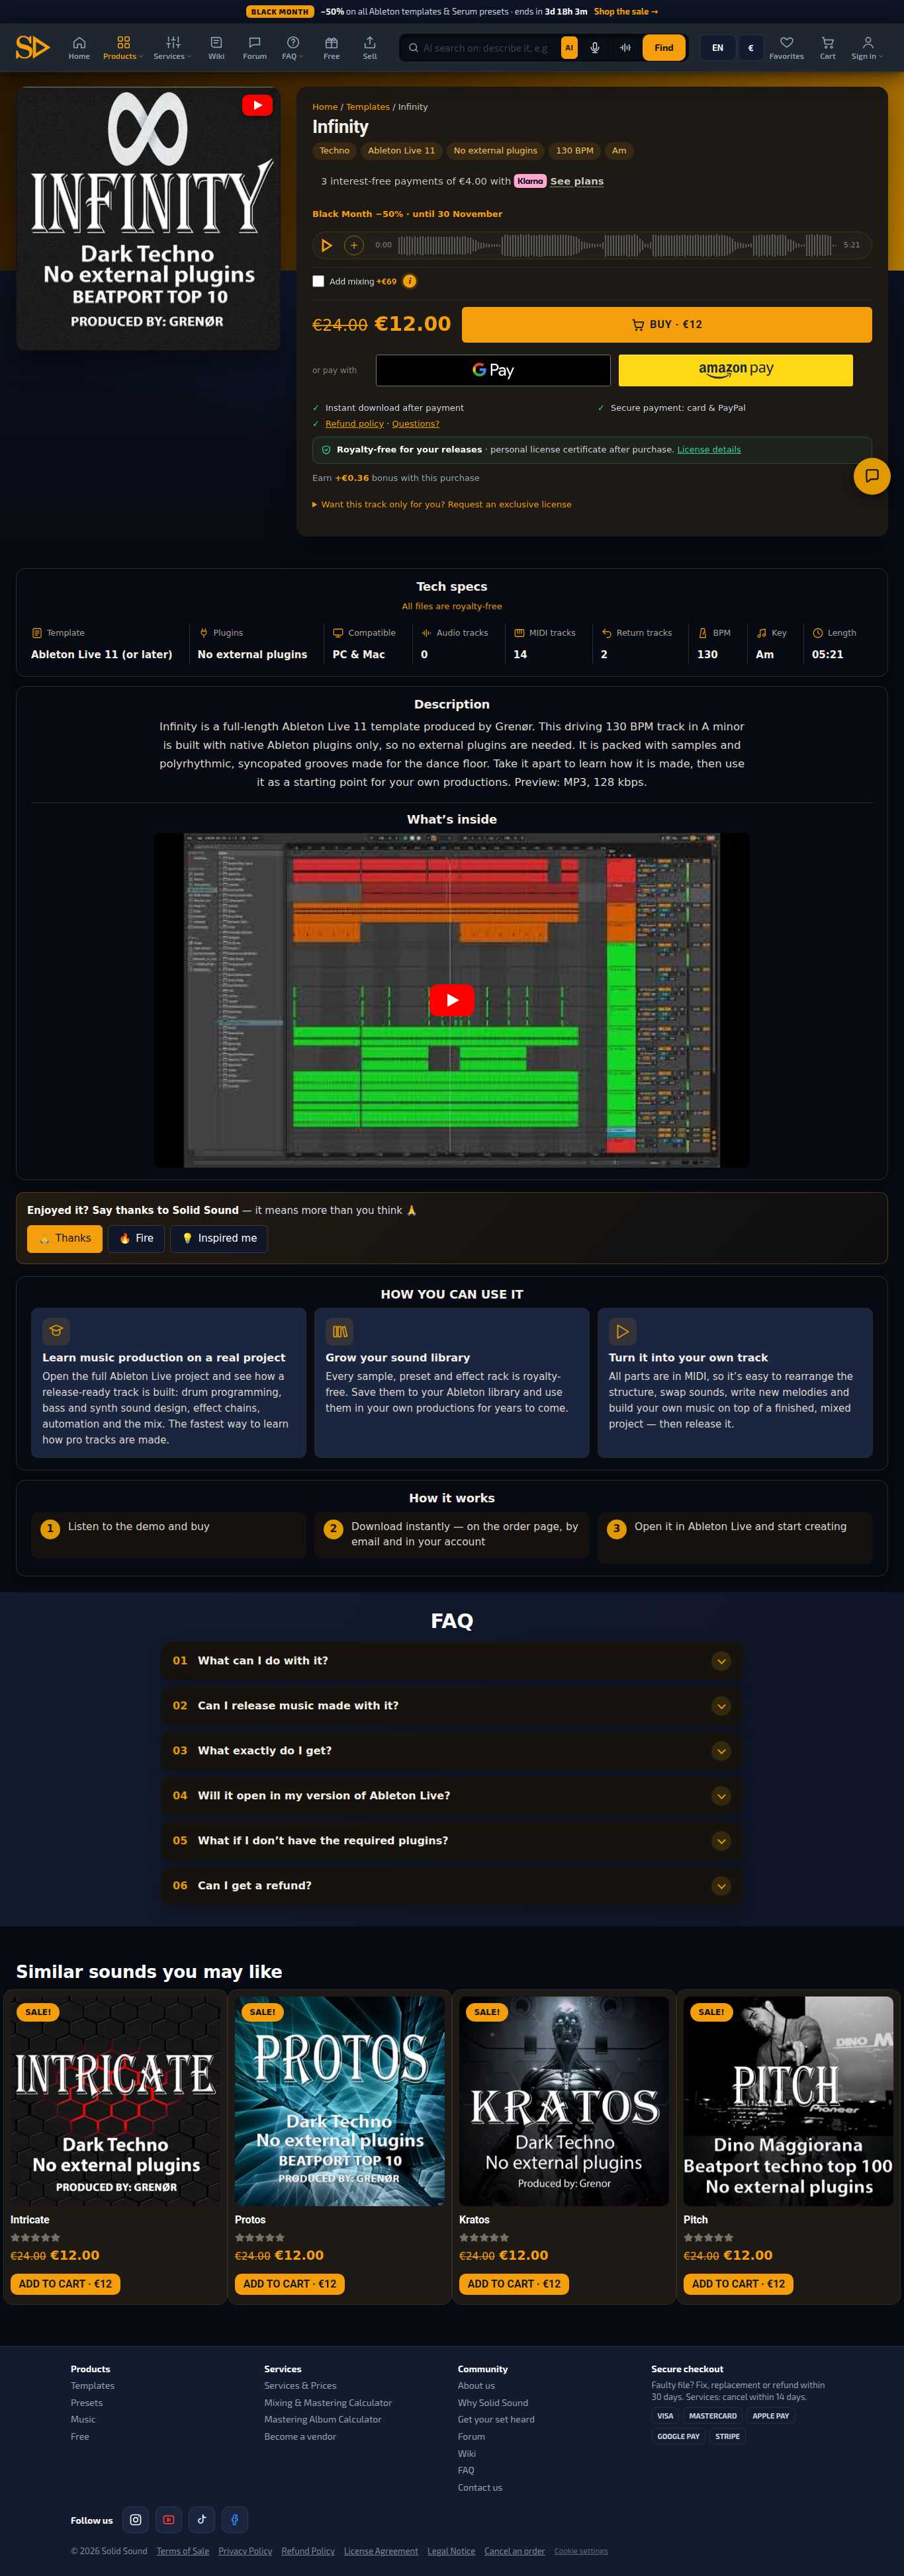 BLACK MONTH −50% on all Ableton templates & Serum presets · ends in 3d 18h 3m Shop the sale →
Home Products Services Wiki Forum FAQ Free Sell
AI search on: describe it, e.g
AI Find EN € Favorites Cart Sign in
INFINITY
Dark Techno
No external plugins
BEATPORT TOP 10
PRODUCED BY: GRENØR
Home / Templates / Infinity
Infinity
Techno Ableton Live 11 No external plugins 130 BPM Am
3 interest-free payments of €4.00 with Klarna See plans
Black Month −50% · until 30 November
0:00 5:21
Add mixing +€69 i
€24.00 €12.00 BUY · €12
or pay with G Pay amazon pay
✓ Instant download after payment
✓ Secure payment: card & PayPal
✓ Refund policy · Questions?
Royalty-free for your releases · personal license certificate after purchase. License details
Earn +€0.36 bonus with this purchase
Want this track only for you? Request an exclusive license
Tech specs
All files are royalty-free
Template Plugins Compatible Audio tracks MIDI tracks Return tracks BPM Key Length
Ableton Live 11 (or later) No external plugins PC & Mac 0 14 2 130 Am 05:21
Description
Infinity is a full-length Ableton Live 11 template produced by Grenør. This driving 130 BPM track in A minor
is built with native Ableton plugins only, so no external plugins are needed. It is packed with samples and
polyrhythmic, syncopated grooves made for the dance floor. Take it apart to learn how it is made, then use
it as a starting point for your own productions. Preview: MP3, 128 kbps.
What’s inside
Enjoyed it? Say thanks to Solid Sound — it means more than you think 🙏
🙏 Thanks 🔥 Fire 💡 Inspired me
HOW YOU CAN USE IT
Learn music production on a real project
Open the full Ableton Live project and see how a
release-ready track is built: drum programming,
bass and synth sound design, effect chains,
automation and the mix. The fastest way to learn
how pro tracks are made.
Grow your sound library
Every sample, preset and effect rack is royalty-
free. Save them to your Ableton library and use
them in your own productions for years to come.
Turn it into your own track
All parts are in MIDI, so it’s easy to rearrange the
structure, swap sounds, write new melodies and
build your own music on top of a finished, mixed
project — then release it.
How it works
1 Listen to the demo and buy
2 Download instantly — on the order page, by
email and in your account
3 Open it in Ableton Live and start creating
FAQ
01 What can I do with it?
02 Can I release music made with it?
03 What exactly do I get?
04 Will it open in my version of Ableton Live?
05 What if I don’t have the required plugins?
06 Can I get a refund?
Similar sounds you may like
SALE!
INTRICATE
Dark Techno
No external plugins
PRODUCED BY: GRENØR
Intricate
€24.00 €12.00
ADD TO CART · €12
SALE!
PROTOS
Dark Techno
No external plugins
BEATPORT TOP 10
PRODUCED BY: GRENØR
Protos
€24.00 €12.00
ADD TO CART · €12
SALE!
KRATOS
Dark Techno
No external plugins
Produced by: Grenor
Kratos
€24.00 €12.00
ADD TO CART · €12
SALE!
DINO M
PITCH
Pioneer
Dino Maggiorana
Beatport techno top 100
No external plugins
Pitch
€24.00 €12.00
ADD TO CART · €12
Products
Templates
Presets
Music
Free
Services
Services & Prices
Mixing & Mastering Calculator
Mastering Album Calculator
Become a vendor
Community
About us
Why Solid Sound
Get your set heard
Forum
Wiki
FAQ
Contact us
Secure checkout
Faulty file? Fix, replacement or refund within
30 days. Services: cancel within 14 days.
VISA MASTERCARD APPLE PAY
GOOGLE PAY STRIPE
Follow us
© 2026 Solid Sound Terms of Sale Privacy Policy Refund Policy License Agreement Legal Notice Cancel an order Cookie settings